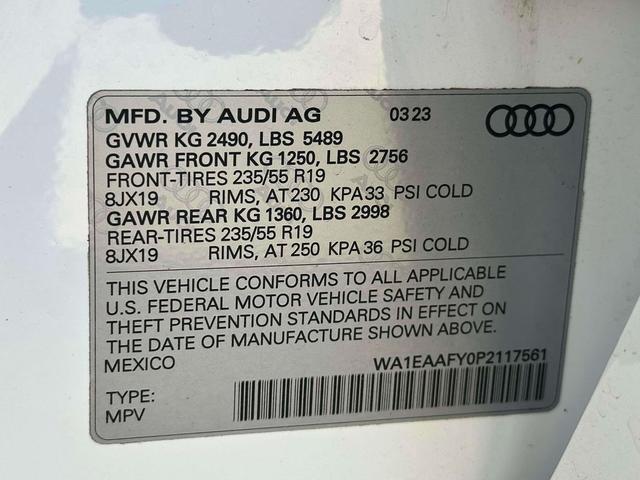 MFD. BY AUDI AG 03 23
GVWR KG 2490, LBS 5489
GAWR FRONT KG 1250, LBS 2756
FRONT-TIRES 235/55 R19
8JX19 RIMS, AT 230 KPA 33 PSI COLD
GAWR REAR KG 1360, LBS 2998
REAR-TIRES 235/55 R19
8JX19 RIMS, AT 250 KPA 36 PSI COLD
THIS VEHICLE CONFORMS TO ALL APPLICABLE
U.S. FEDERAL MOTOR VEHICLE SAFETY AND
THEFT PREVENTION STANDARDS IN EFFECT ON
THE DATE OF MANUFACTURE SHOWN ABOVE.
MEXICO WA1EAAFY0P2117561
TYPE:
MPV